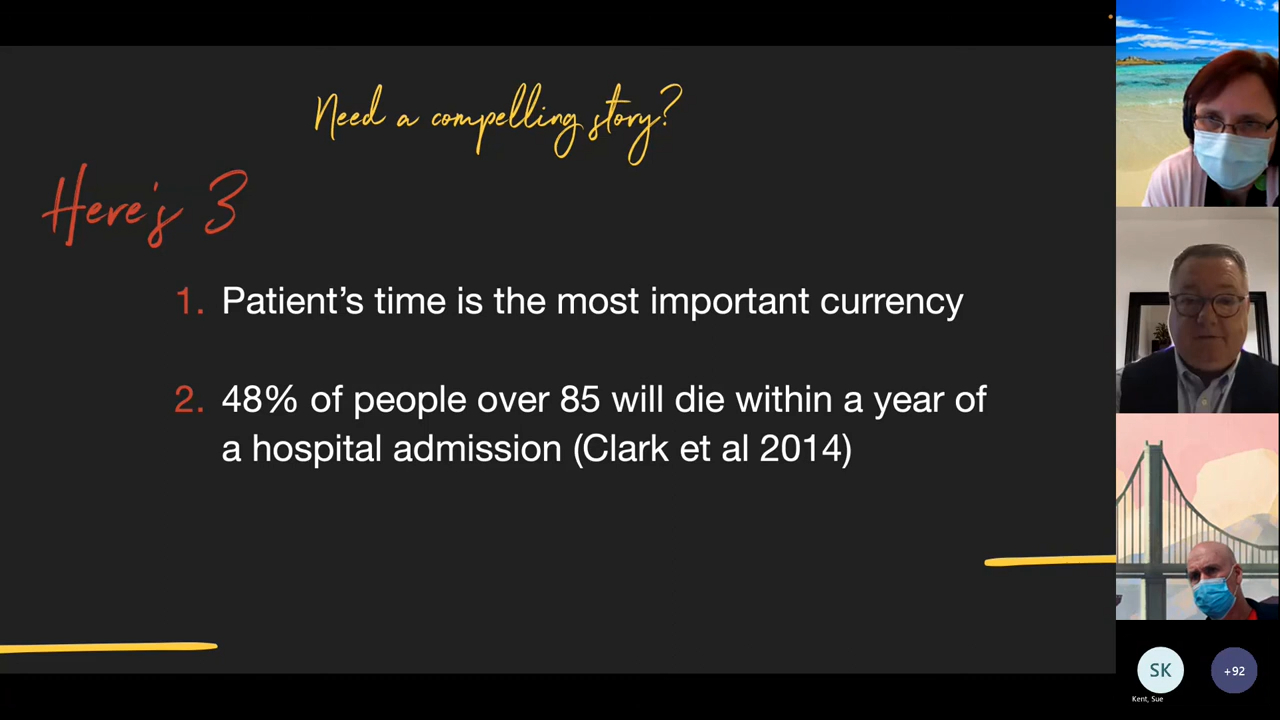 Need a compelling story?
Here's 3
1. Patient’s time is the most important currency
2. 48% of people over 85 will die within a year of
a hospital admission (Clark et al 2014)
SK
+92
Kent, Sue